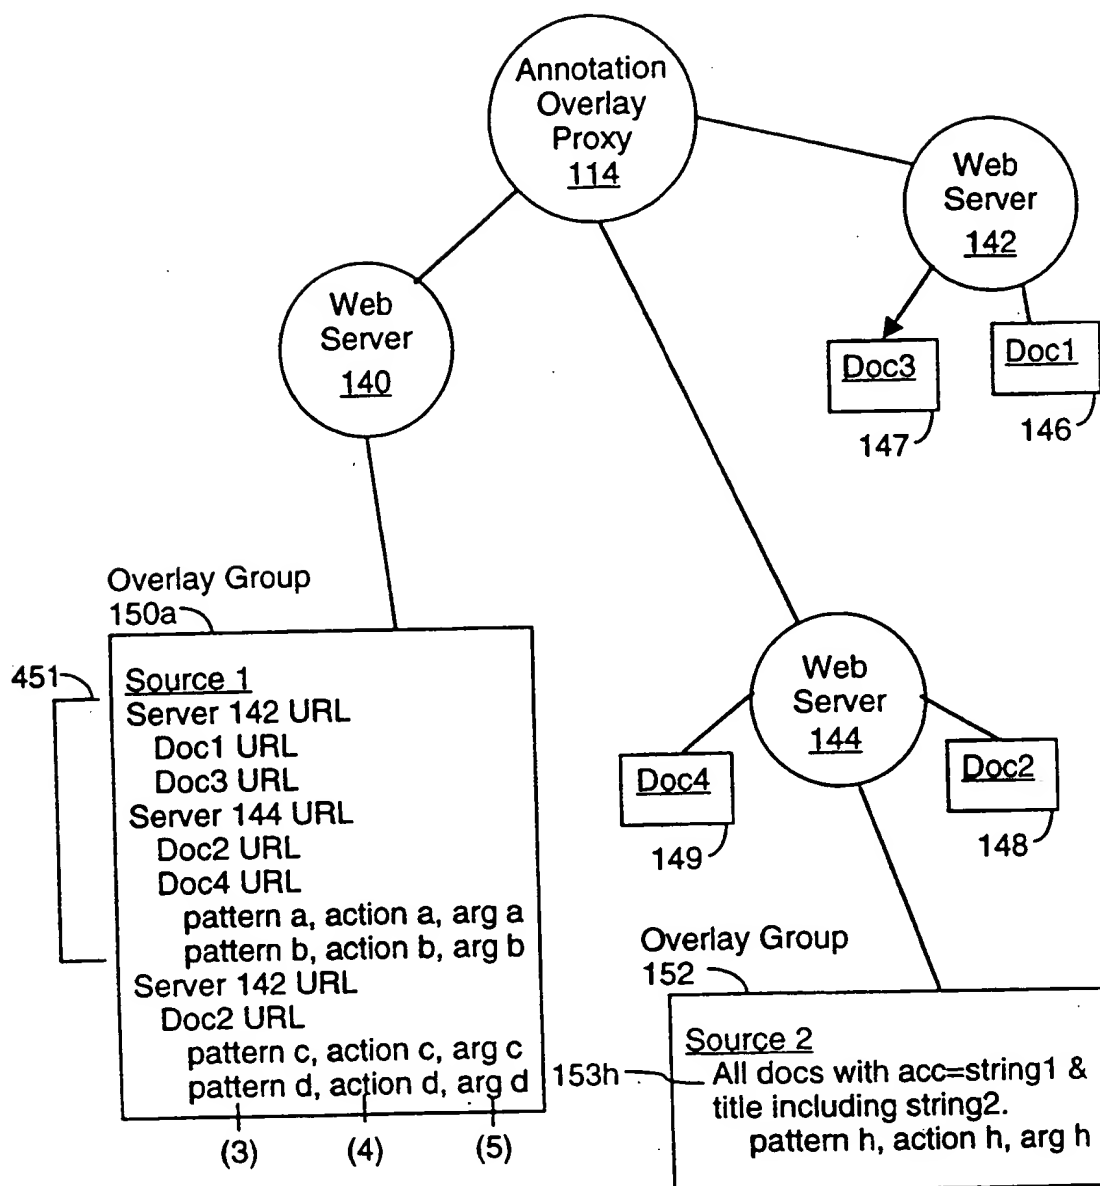 Annotation
Overlay
Proxy
114
Web
Server
142
Web
Server
140
Doc3
Doc1
147
146
Overlay Group
150a
451
Source 1
Server 142 URL
Doc1 URL
Doc3 URL
Server 144 URL
Doc2 URL
Doc4 URL
pattern a, action a, arg a
pattern b, action b, arg b
Server 142 URL
Doc2 URL
pattern c, action c, arg c
pattern d, action d, arg d
(3) (4) (5)
Web
Server
144
Doc4
Doc2
149
148
Overlay Group
152
Source 2
153h
All docs with acc=string1 &
title including string2.
pattern h, action h, arg h